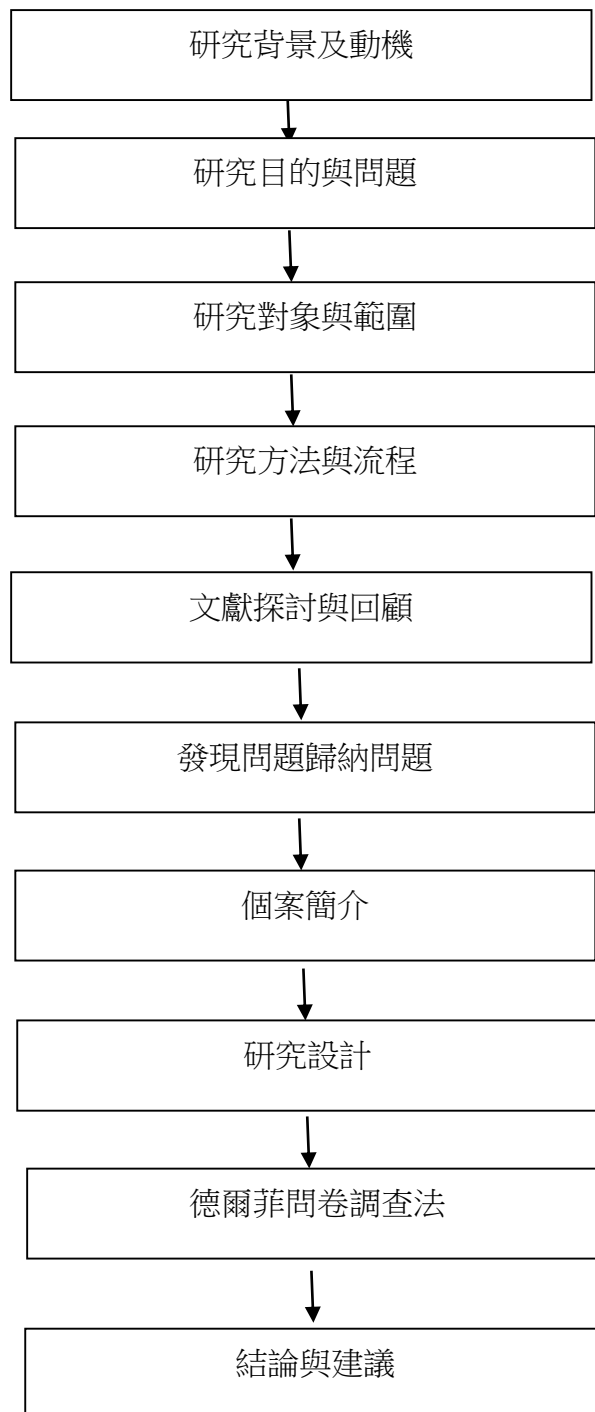 研究背景及動機
研究目的與問題
研究對象與範圍
研究方法與流程
文獻探討與回顧
發現問題歸納問題
個案簡介
研究設計
德爾菲問卷調查法
結論與建議